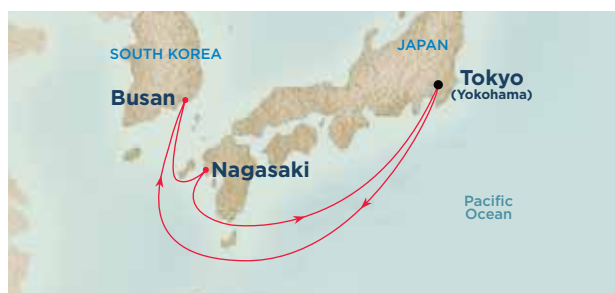 SOUTH KOREA
JAPAN
Busan
Tokyo
(Yokohama)
Nagasaki
Pacific
Ocean